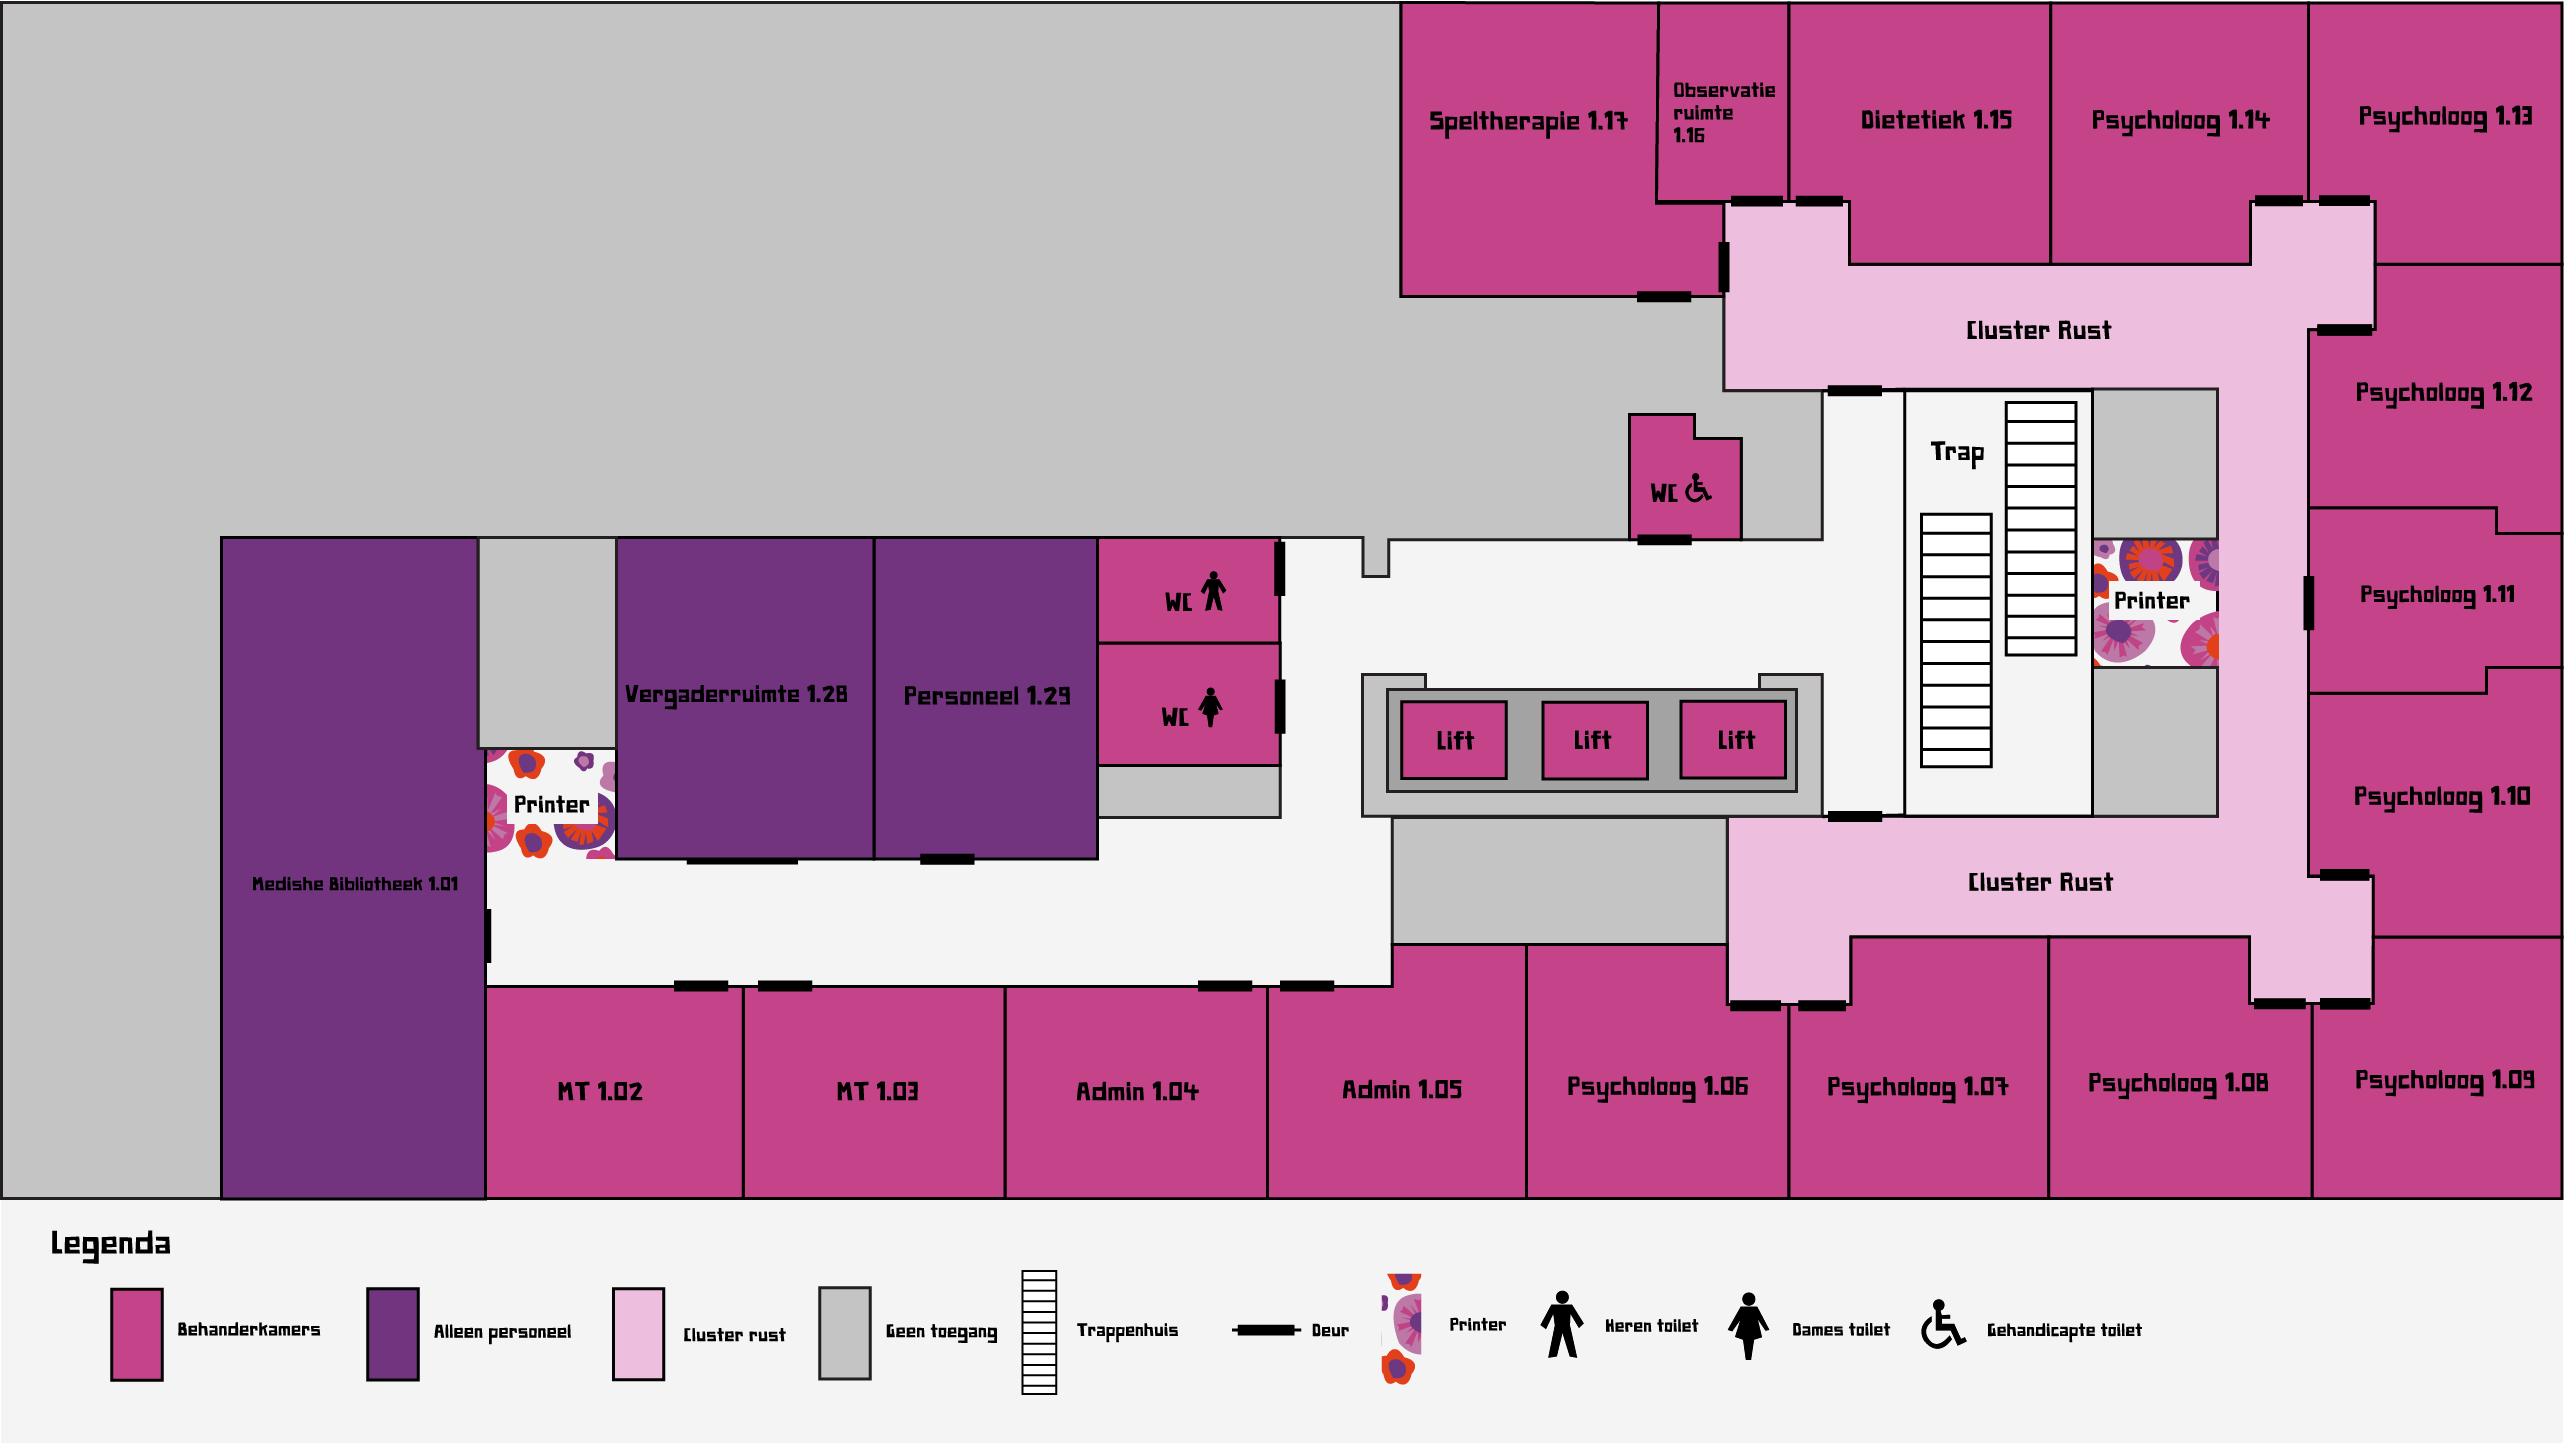 Speltherapie 1.17
Observatie
ruimte
1.16
Dietetiek 1.15
Psycholoog 1.14
Psycholoog 1.13
Cluster Rust
Psycholoog 1.12
Trap
WC
Psycholoog 1.11
Printer
WC
WC
Vergaderruimte 1.28
Personeel 1.29
Lift
Lift
Lift
Psycholoog 1.10
Printer
Medishe Bibliotheek 1.01
Cluster Rust
MT 1.02
MT 1.03
Admin 1.04
Admin 1.05
Psycholoog 1.06
Psycholoog 1.07
Psycholoog 1.08
Psycholoog 1.09
Legenda
Behanderkamers
Alleen personeel
Cluster rust
Geen toegang
Trappenhuis
Deur
Printer
Heren toilet
Dames toilet
Gehandicapte toilet